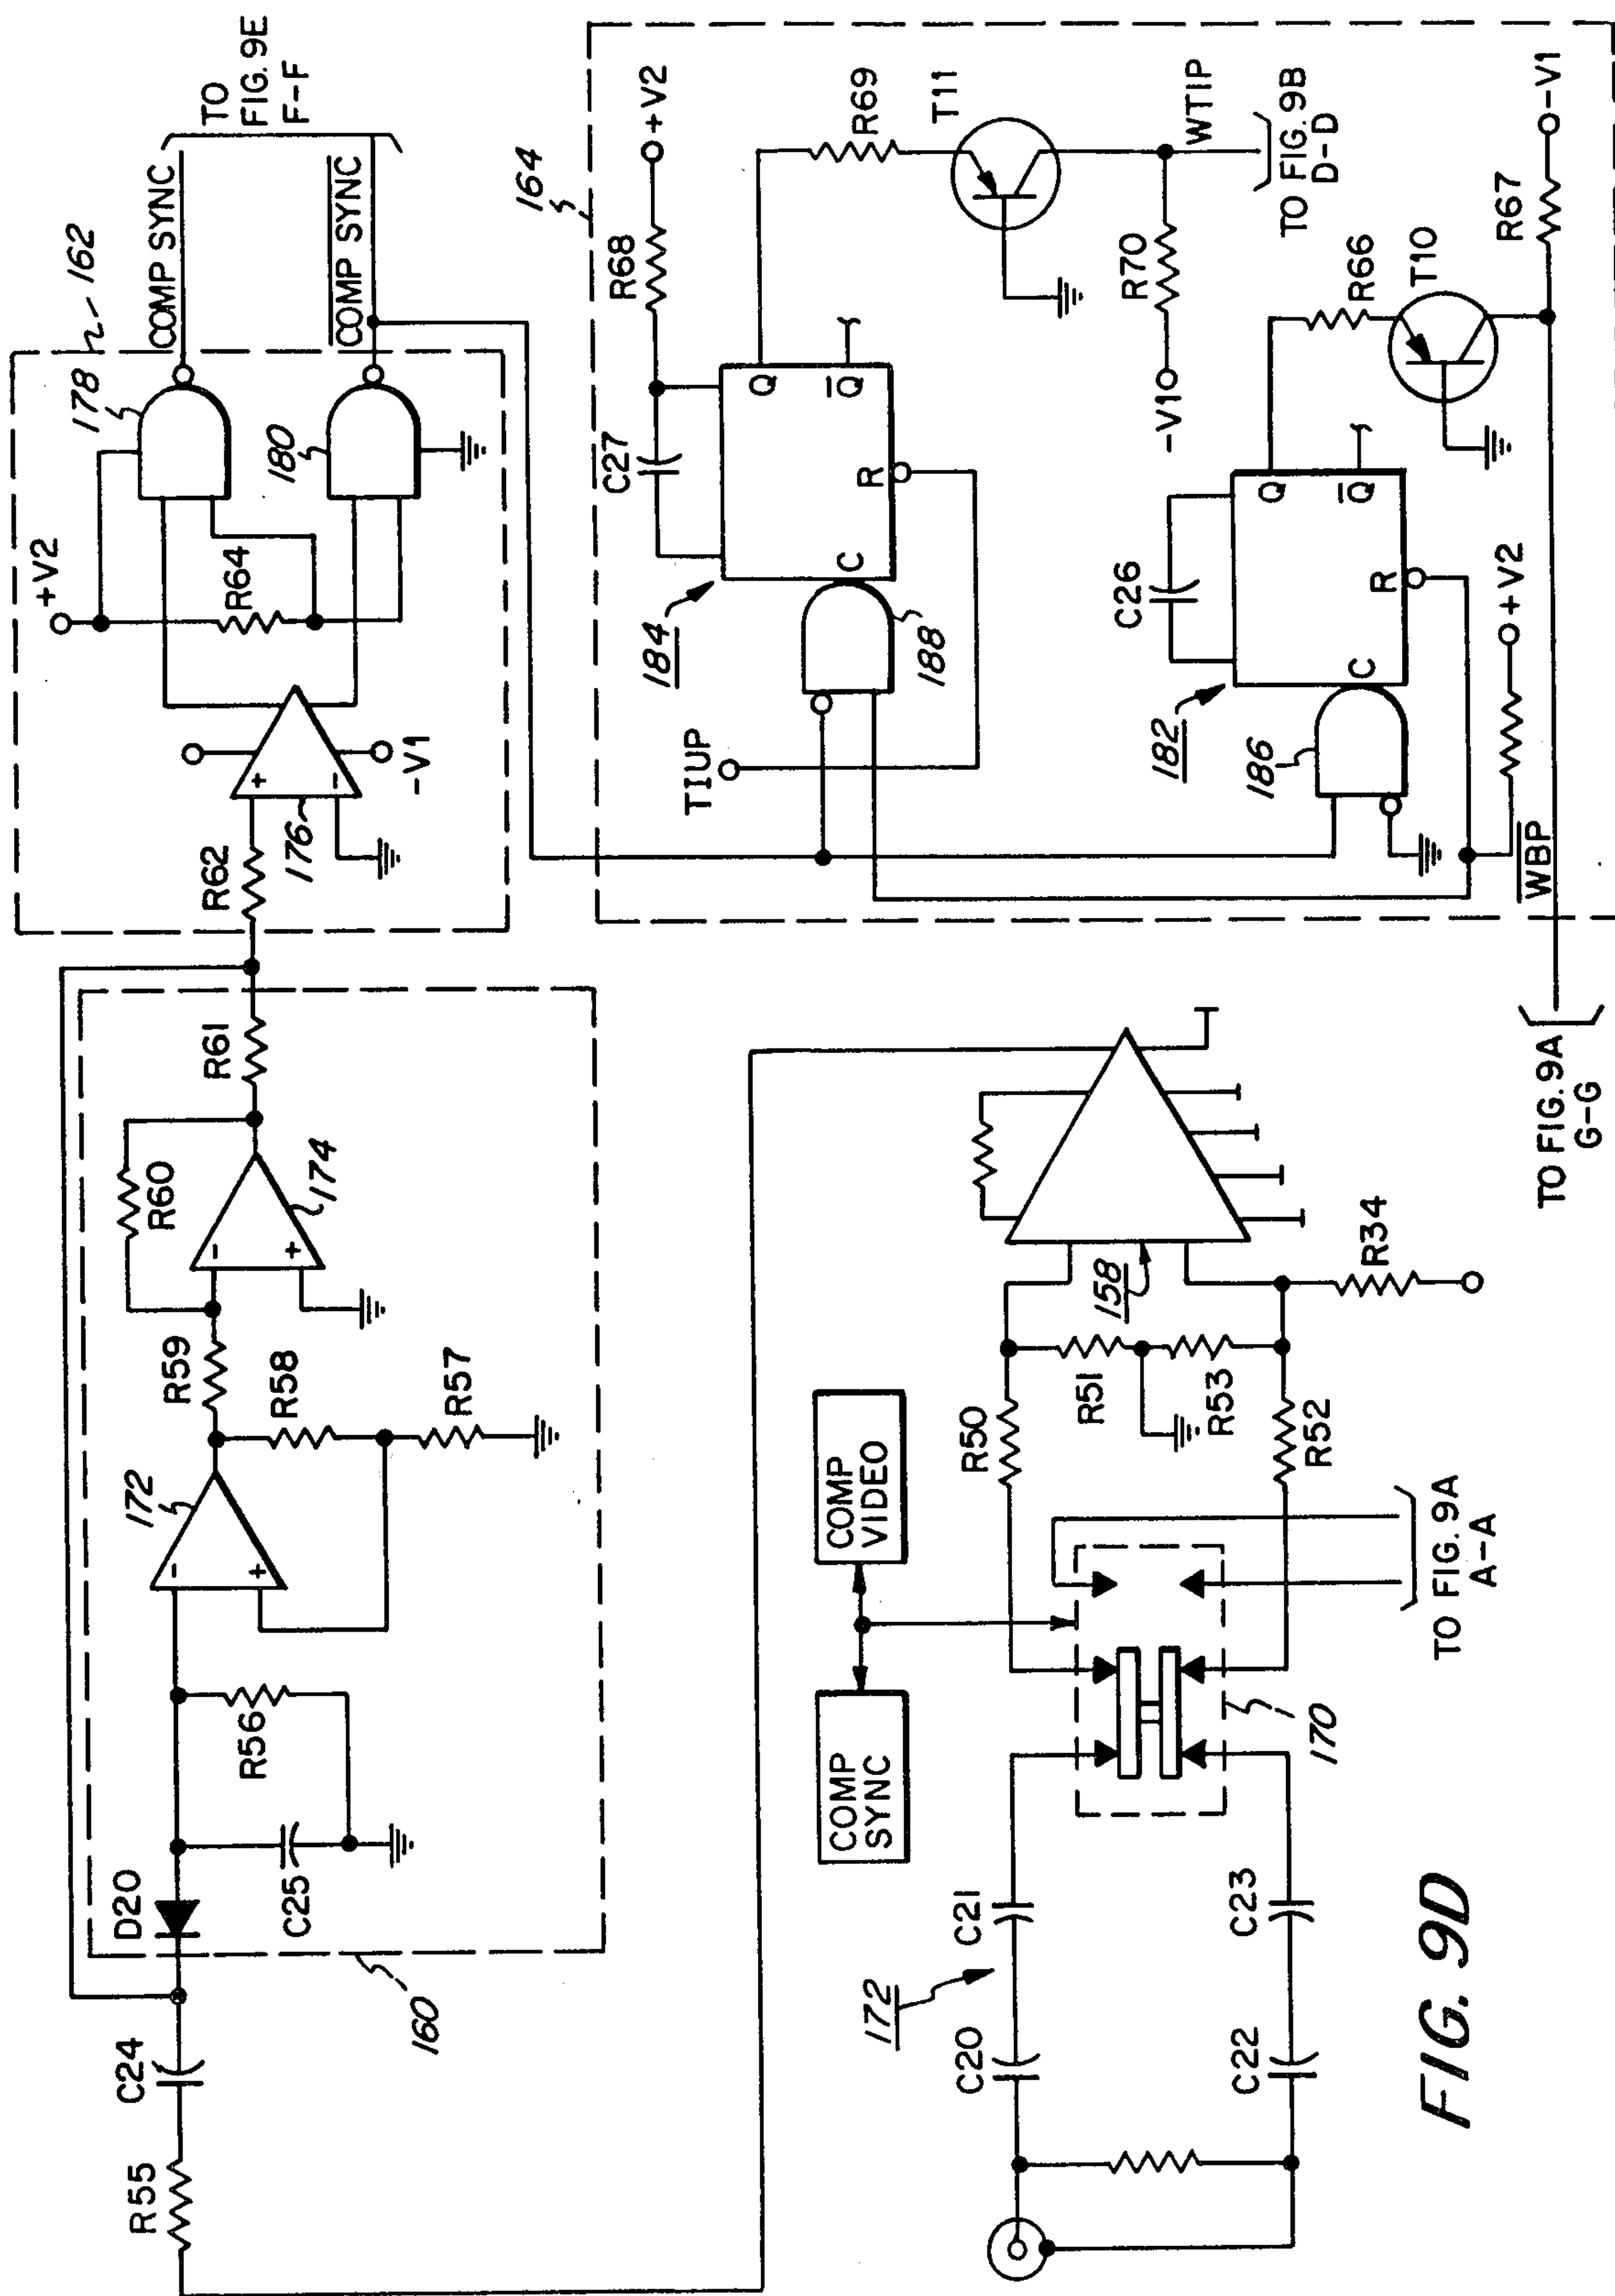 R55
C24
160
D20
C25
R56
172
-
+
R58
R57
R59
R60
174
-
+
R61
R62
176
+
-
-V1
+V2
R64
178
162
180
COMP SYNC
COMP SYNC
TO
FIG. 9E
F-F
164
+V2
R68
C27
184
Q
Q
R
C
188
TIUP
R69
T11
WTIP
TO FIG. 9B
D-D
R70
-V1
C26
182
Q
Q
R
C
186
R66
T10
+V2
R67
-V1
WBP
TO FIG. 9A
G-G
158
R50
R51
R53
R52
R34
COMP
VIDEO
COMP
SYNC
170
TO FIG. 9A
A-A
172
C20
C21
C22
C23
FIG. 9D